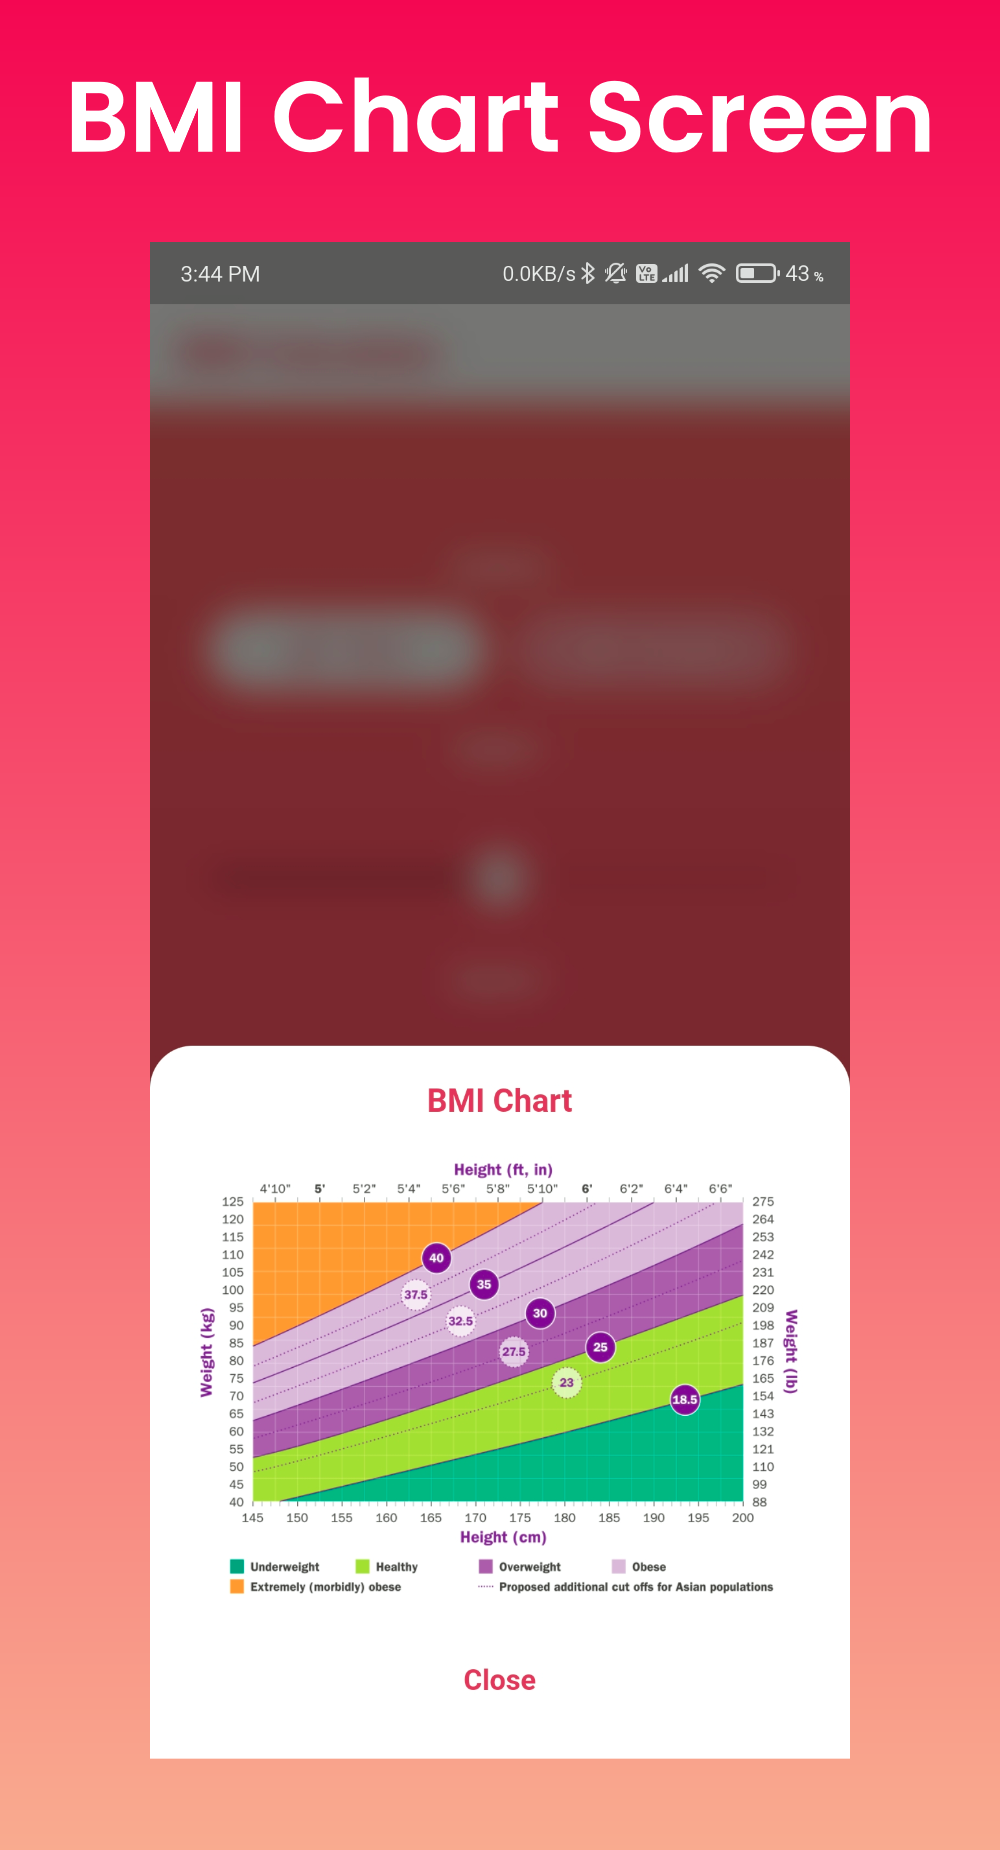 BMI Chart Screen
3:44 PM 0.0KB/s Vo LTE 43 %
BMI Chart
Height (ft, in)
4'10" 5' 5'2" 5'4" 5'6" 5'8" 5'10" 6' 6'2" 6'4" 6'6"
125 275
120 264
115 253
110 40 242
105 35 231
100 37.5 220
95 30 209
90 32.5 198
85 27.5 25 187
80 176
75 23 165
70 18.5 154
65 143
60 132
55 121
50 110
45 99
40 88
Weight (kg)
Weight (lb)
145 150 155 160 165 170 175 180 185 190 195 200
Height (cm)
Underweight Healthy Overweight Obese
Extremely (morbidly) obese Proposed additional cut offs for Asian populations
Close